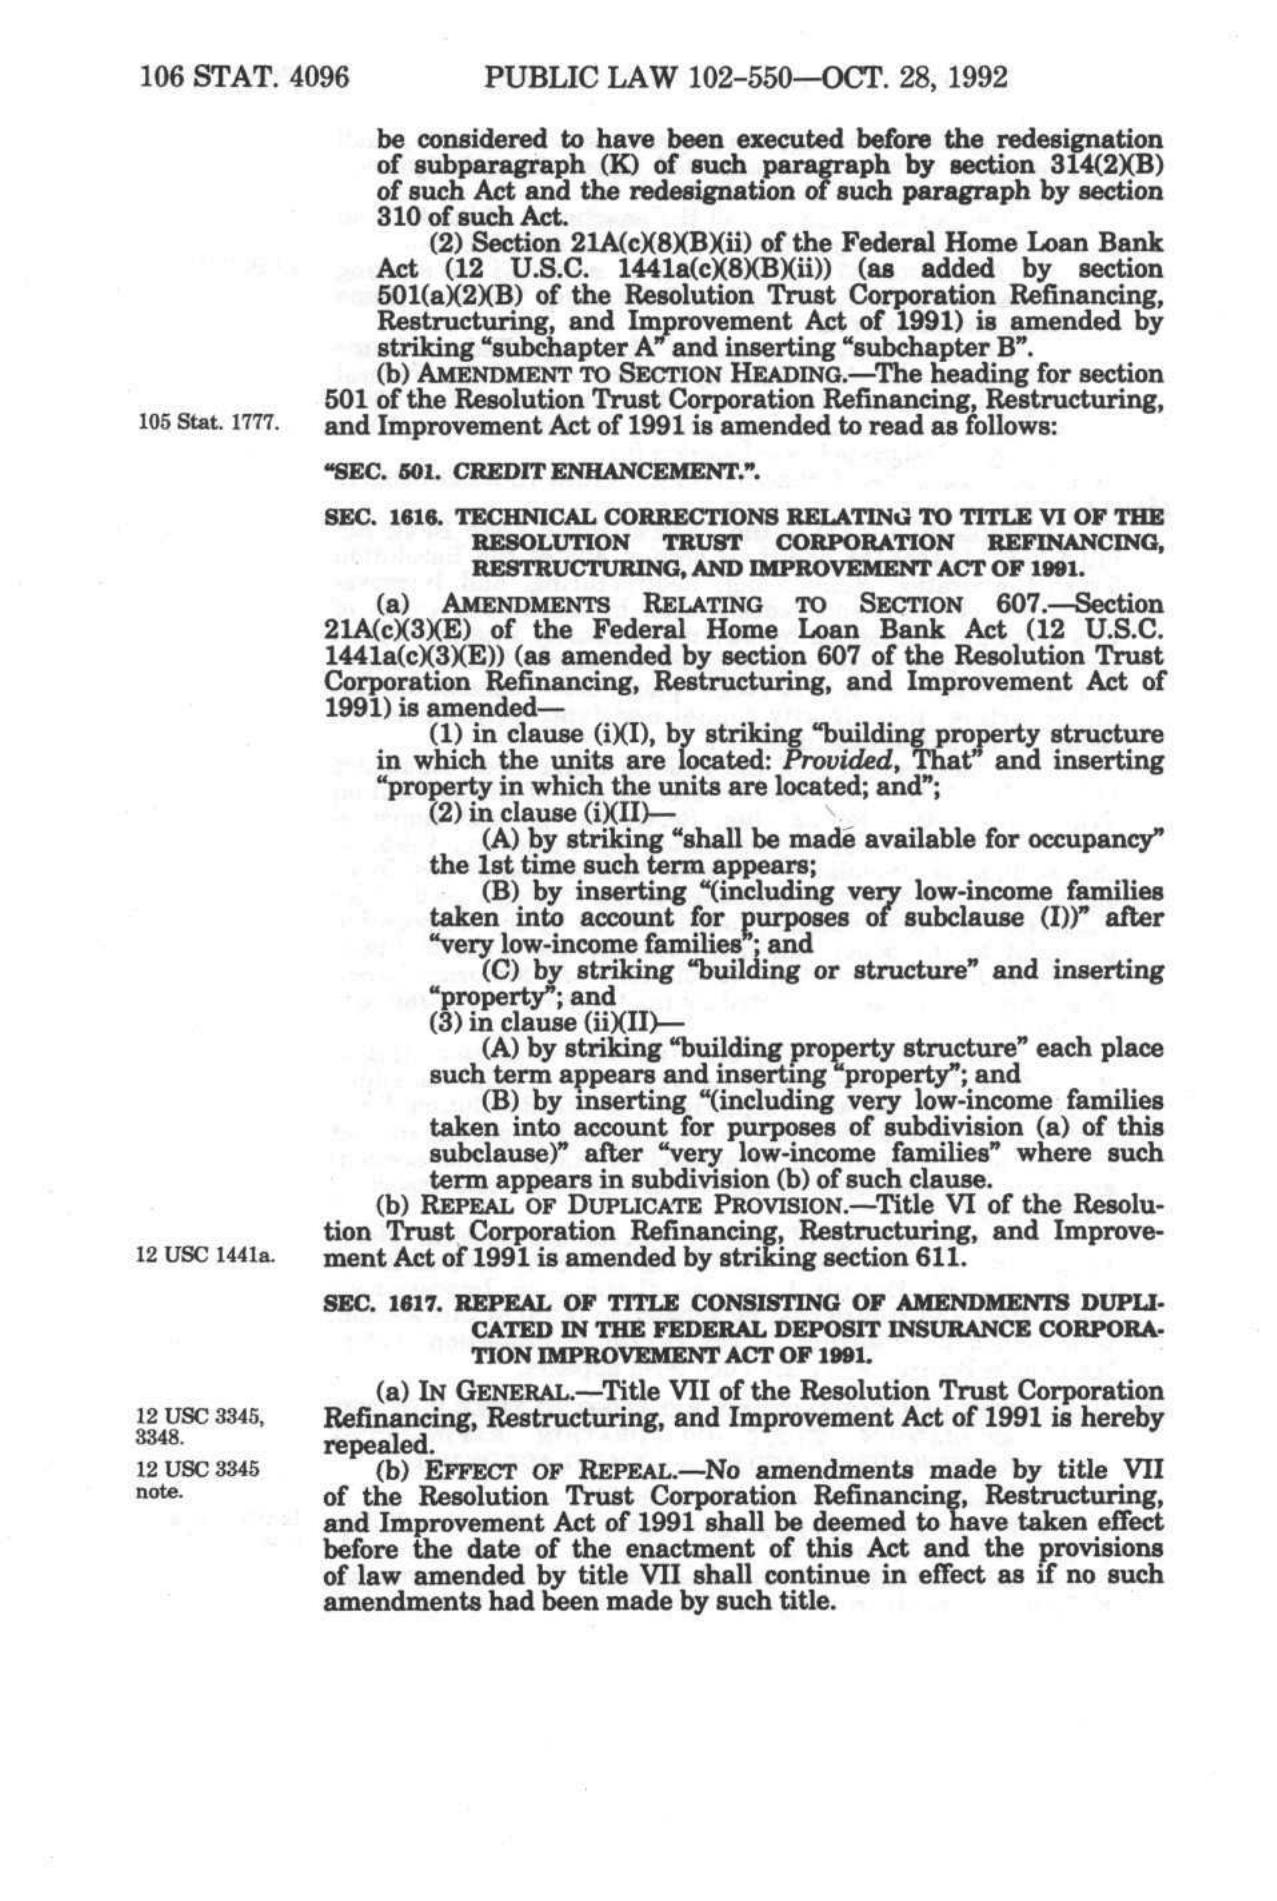 106 STAT. 4096 PUBLIC LAW 102-550—OCT. 28, 1992
be considered to have been executed before the redesignation
of subparagraph (K) of such paragraph by section 314(2)(B)
of such Act and the redesignation of such paragraph by section
310 of such Act.
(2) Section 21A(c)(8)(B)(ii) of the Federal Home Loan Bank
Act (12 U.S.C. 1441a(c)(8)(B)(ii)) (as added by section
501(a)(2)(B) of the Resolution Trust Corporation Refinancing,
Restructuring, and Improvement Act of 1991) is amended by
striking “subchapter A” and inserting “subchapter B”.
(b) AMENDMENT TO SECTION HEADING.—The heading for section
501 of the Resolution Trust Corporation Refinancing, Restructuring,
105 Stat. 1777. and Improvement Act of 1991 is amended to read as follows:
“SEC. 501. CREDIT ENHANCEMENT.”.
SEC. 1616. TECHNICAL CORRECTIONS RELATING TO TITLE VI OF THE
RESOLUTION TRUST CORPORATION REFINANCING,
RESTRUCTURING, AND IMPROVEMENT ACT OF 1991.
(a) AMENDMENTS RELATING TO SECTION 607.—Section
21A(c)(3)(E) of the Federal Home Loan Bank Act (12 U.S.C.
1441a(c)(3)(E)) (as amended by section 607 of the Resolution Trust
Corporation Refinancing, Restructuring, and Improvement Act of
1991) is amended—
(1) in clause (i)(I), by striking “building property structure
in which the units are located: Provided, That” and inserting
“property in which the units are located; and”;
(2) in clause (i)(II)—
(A) by striking “shall be made available for occupancy”
the 1st time such term appears;
(B) by inserting “(including very low-income families
taken into account for purposes of subclause (I))” after
“very low-income families”; and
(C) by striking “building or structure” and inserting
“property”; and
(3) in clause (ii)(II)—
(A) by striking “building property structure” each place
such term appears and inserting “property”; and
(B) by inserting “(including very low-income families
taken into account for purposes of subdivision (a) of this
subclause)” after “very low-income families” where such
term appears in subdivision (b) of such clause.
(b) REPEAL OF DUPLICATE PROVISION.—Title VI of the Resolu-
tion Trust Corporation Refinancing, Restructuring, and Improve-
12 USC 1441a. ment Act of 1991 is amended by striking section 611.
SEC. 1617. REPEAL OF TITLE CONSISTING OF AMENDMENTS DUPLI-
CATED IN THE FEDERAL DEPOSIT INSURANCE CORPORA-
TION IMPROVEMENT ACT OF 1991.
(a) IN GENERAL.—Title VII of the Resolution Trust Corporation
12 USC 3345, Refinancing, Restructuring, and Improvement Act of 1991 is hereby
3348. repealed.
12 USC 3345 (b) EFFECT OF REPEAL.—No amendments made by title VII
note. of the Resolution Trust Corporation Refinancing, Restructuring,
and Improvement Act of 1991 shall be deemed to have taken effect
before the date of the enactment of this Act and the provisions
of law amended by title VII shall continue in effect as if no such
amendments had been made by such title.